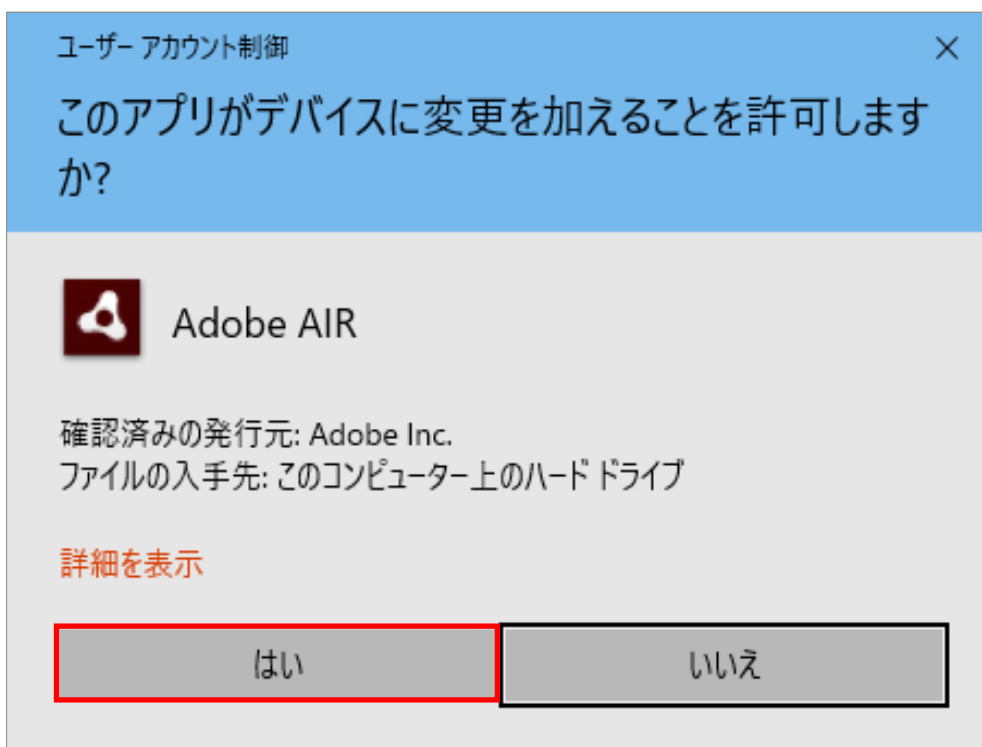 ユーザー アカウント制御
このアプリがデバイスに変更を加えることを許可します
か?
Adobe AIR
確認済みの発行元: Adobe Inc.
ファイルの入手先: このコンピューター上のハード ドライブ
詳細を表示
はい
いいえ